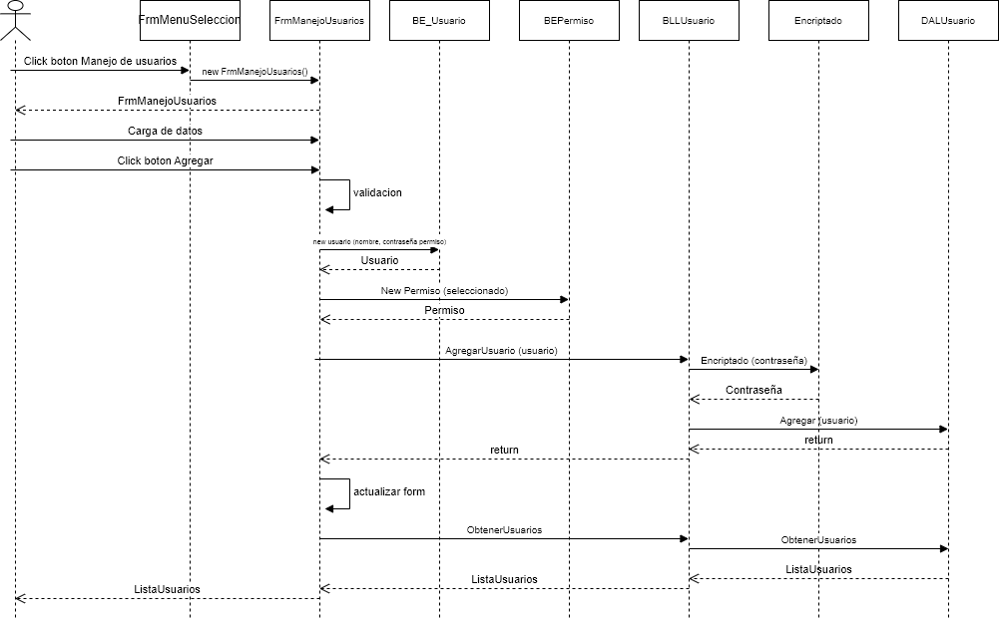 FrmMenuSeleccion
FrmManejoUsuarios
BE_Usuario
BEPermiso
BLLUsuario
Encriptado
DALUsuario
Click boton Manejo de usuarios
new FrmManejoUsuarios()
FrmManejoUsuarios
Carga de datos
Click boton Agregar
validacion
new usuario (nombre, contraseña permiso)
Usuario
New Permiso (seleccionado)
Permiso
AgregarUsuario (usuario)
Encriptado (contraseña)
Contraseña
Agregar (usuario)
return
return
actualizar form
ObtenerUsuarios
ObtenerUsuarios
ListaUsuarios
ListaUsuarios
ListaUsuarios